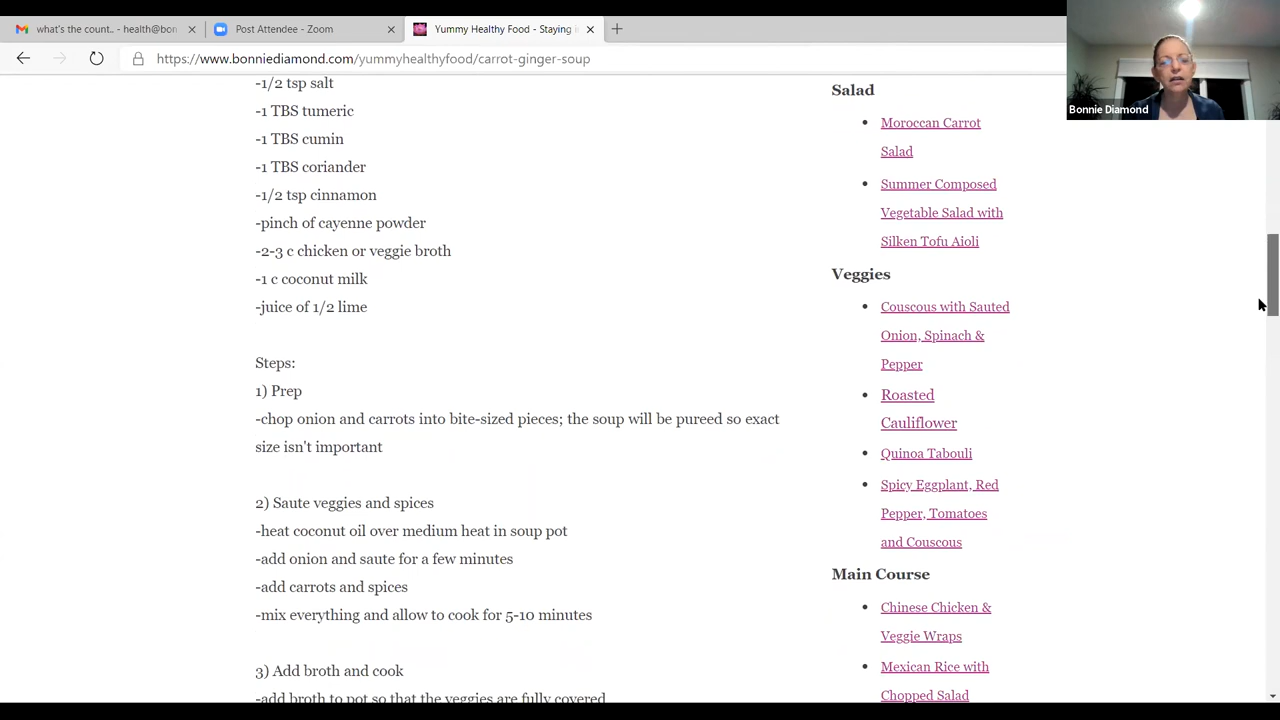 what's the count.. - health@bon
Post Attendee - Zoom
Yummy Healthy Food - Staying i
https://www.bonniediamond.com/yummyhealthyfood/carrot-ginger-soup
Bonnie Diamond
-1/2 tsp salt
-1 TBS tumeric
-1 TBS cumin
-1 TBS coriander
-1/2 tsp cinnamon
-pinch of cayenne powder
-2-3 c chicken or veggie broth
-1 c coconut milk
-juice of 1/2 lime
Steps:
1) Prep
-chop onion and carrots into bite-sized pieces; the soup will be pureed so exact
size isn't important
2) Saute veggies and spices
-heat coconut oil over medium heat in soup pot
-add onion and saute for a few minutes
-add carrots and spices
-mix everything and allow to cook for 5-10 minutes
3) Add broth and cook
-add broth to pot so that the veggies are fully covered
Salad
Moroccan Carrot
Salad
Summer Composed
Vegetable Salad with
Silken Tofu Aioli
Veggies
Couscous with Sauted
Onion, Spinach &
Pepper
Roasted
Cauliflower
Quinoa Tabouli
Spicy Eggplant, Red
Pepper, Tomatoes
and Couscous
Main Course
Chinese Chicken &
Veggie Wraps
Mexican Rice with
Chopped Salad